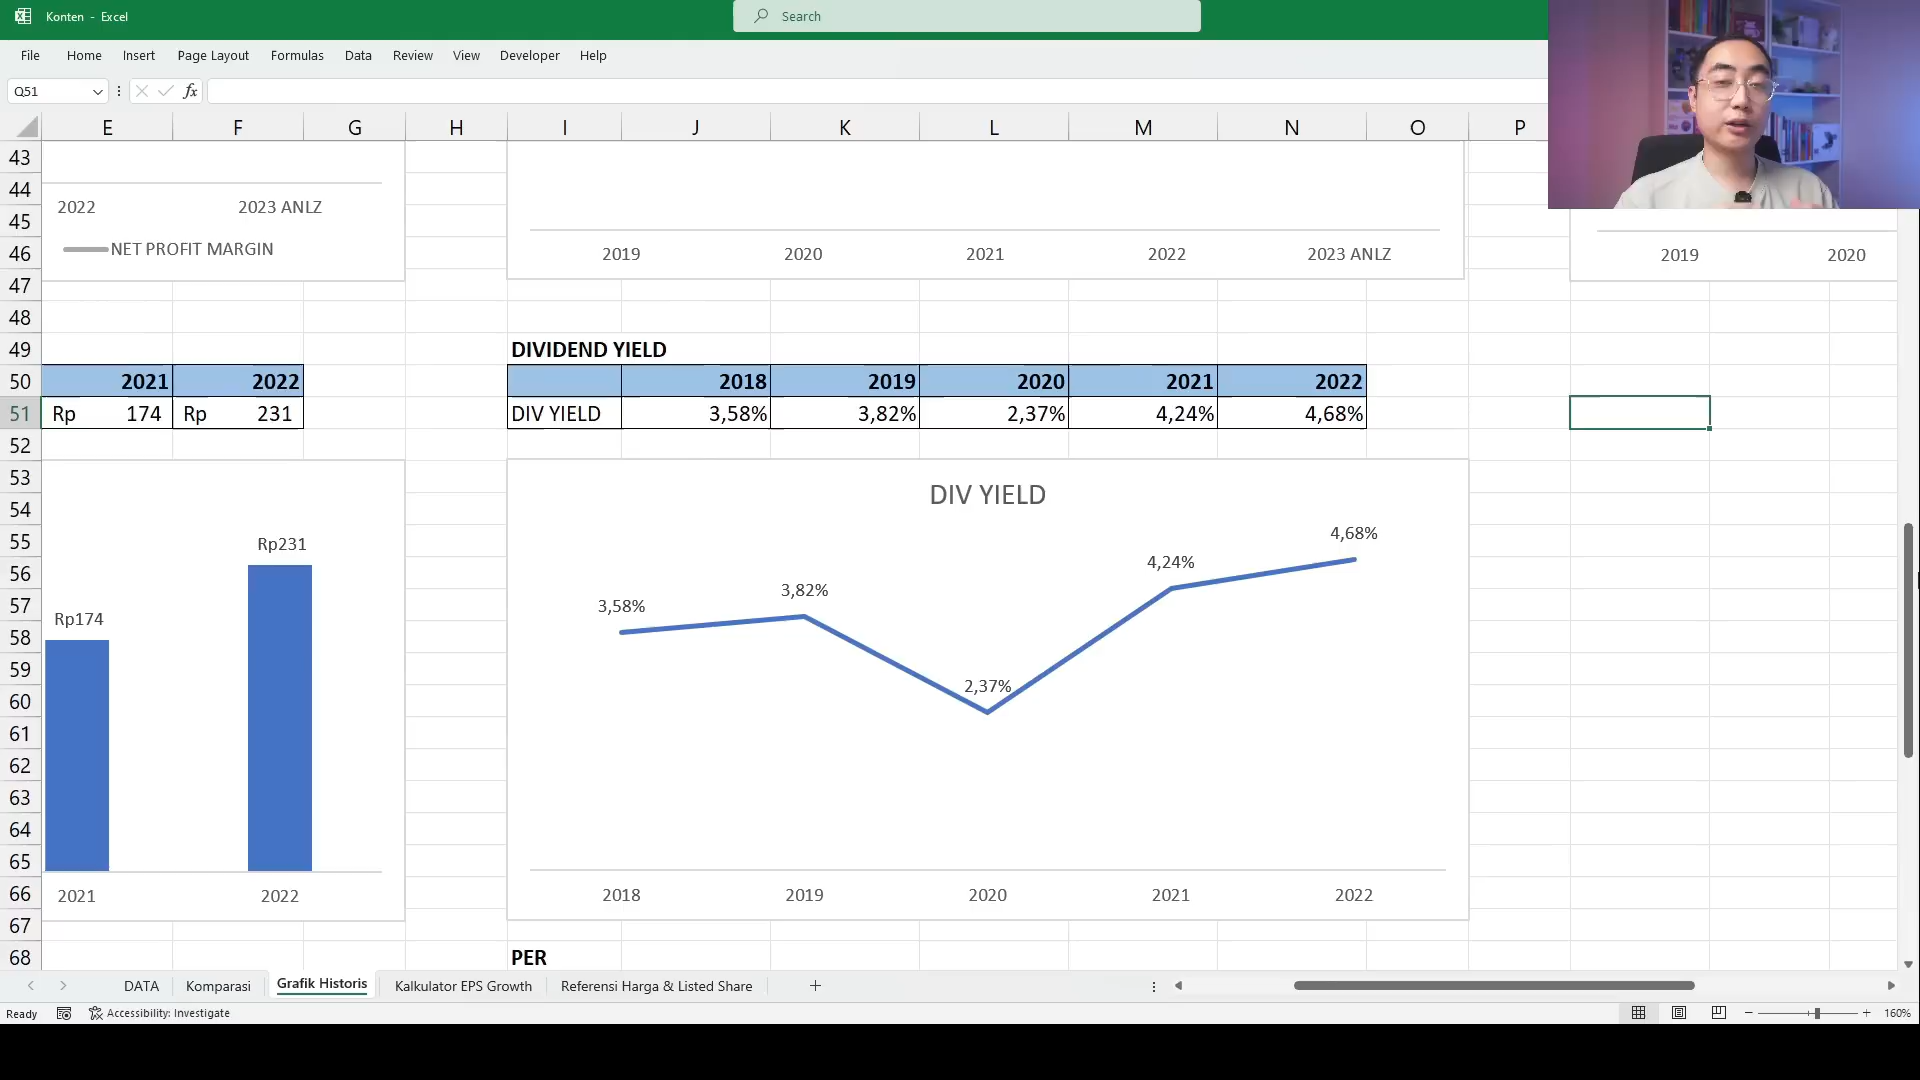 Konten - Excel
Search
File Home Insert Page Layout Formulas Data Review View Developer Help
Q51 fx
E F G H I J K L M N O P
43
44
2022 2023 ANLZ
45
NET PROFIT MARGIN
46
2019 2020 2021 2022 2023 ANLZ
2019 2020
47
48
49 DIVIDEND YIELD
50 2021 2022 2018 2019 2020 2021 2022
51 Rp 174 Rp 231 DIV YIELD 3,58% 3,82% 2,37% 4,24% 4,68%
52
53
DIV YIELD
54
55 Rp231 4,68%
56 4,24%
57 Rp174 3,58% 3,82%
58
59
60 2,37%
61
62
63
64
65
66 2021 2022 2018 2019 2020 2021 2022
67
68 PER
DATA Komparasi Grafik Historis Kalkulator EPS Growth Referensi Harga & Listed Share
Ready Accessibility: Investigate 160%